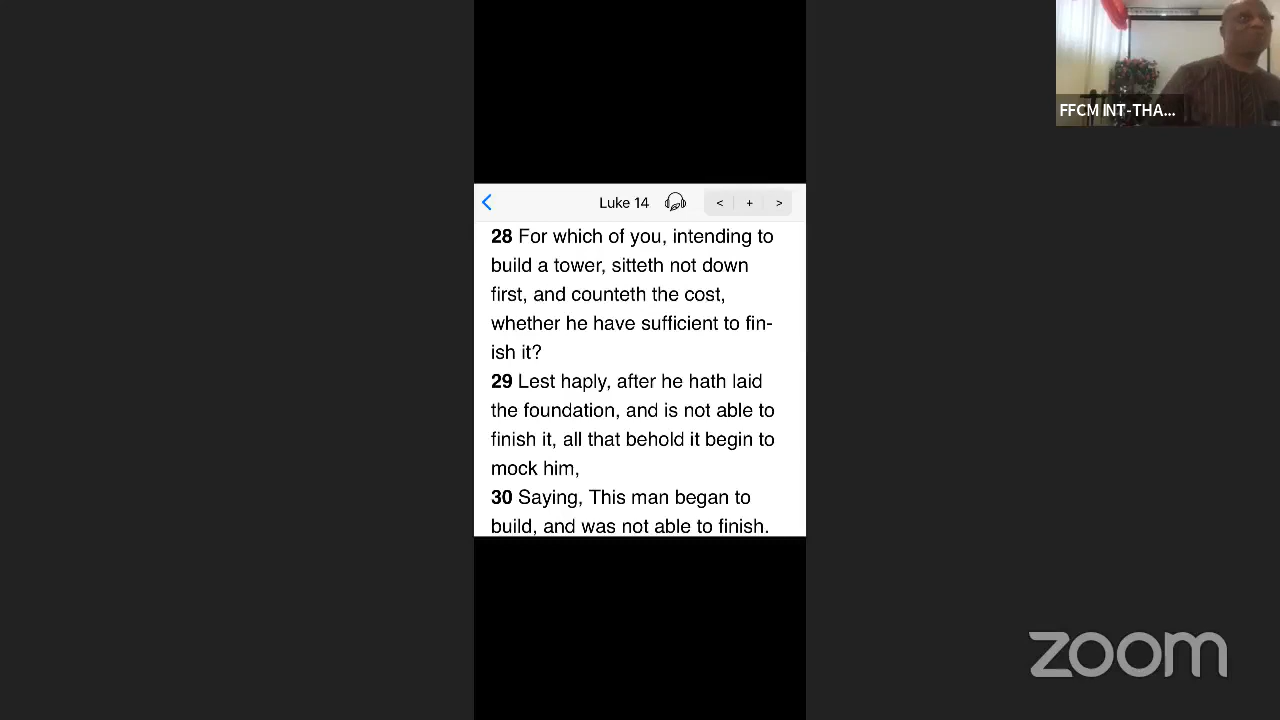 FFCM INT-THA...
< Luke 14 < + >
28 For which of you, intending to
build a tower, sitteth not down
first, and counteth the cost,
whether he have sufficient to fin-
ish it?
29 Lest haply, after he hath laid
the foundation, and is not able to
finish it, all that behold it begin to
mock him,
30 Saying, This man began to
build, and was not able to finish.
zoom